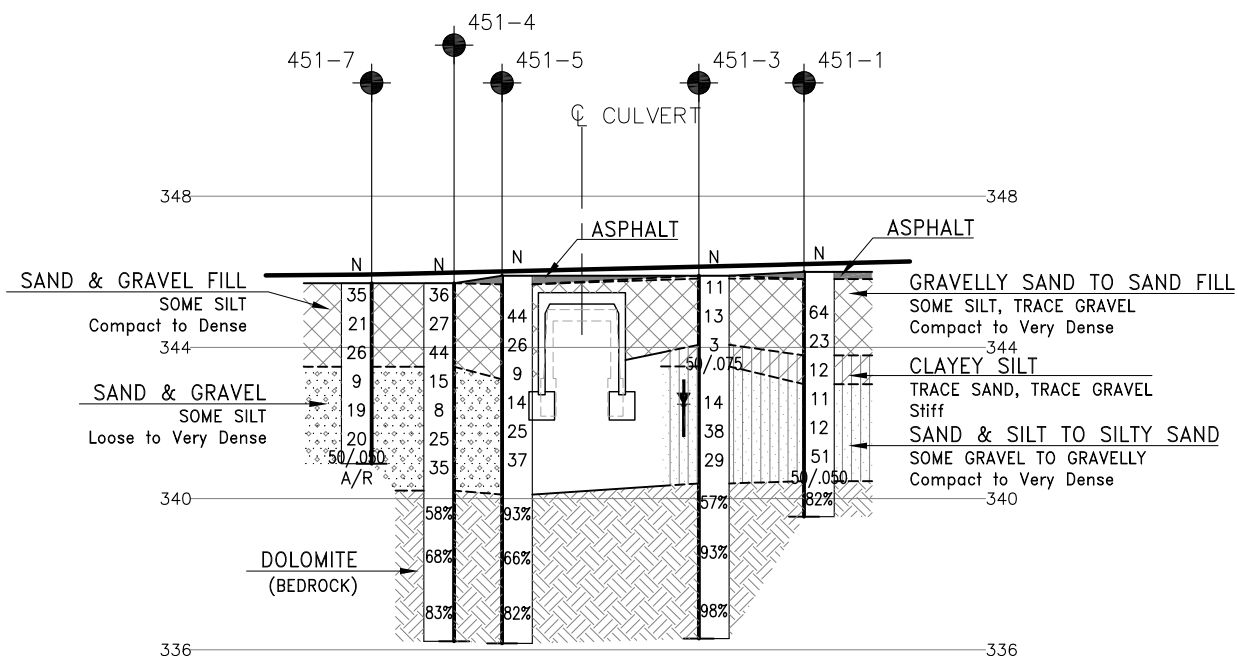 451-4
451-7
451-5
451-3
451-1
℄ CULVERT
348
348
ASPHALT
ASPHALT
N
N
N
N
N
SAND & GRAVEL FILL
SOME SILT
Compact to Dense
SAND & GRAVEL
SOME SILT
Loose to Very Dense
DOLOMITE
(BEDROCK)
35
21
26
9
19
20
50/.050
A/R
36
27
44
15
8
25
35
58%
68%
83%
44
26
9
14
25
37
93%
66%
82%
11
13
3
50/.075
14
38
29
57%
93%
98%
64
23
12
11
12
51
50/.050
82%
GRAVELLY SAND TO SAND FILL
SOME SILT, TRACE GRAVEL
Compact to Very Dense
344
344
CLAYEY SILT
TRACE SAND, TRACE GRAVEL
Stiff
SAND & SILT TO SILTY SAND
SOME GRAVEL TO GRAVELLY
Compact to Very Dense
340
340
336
336